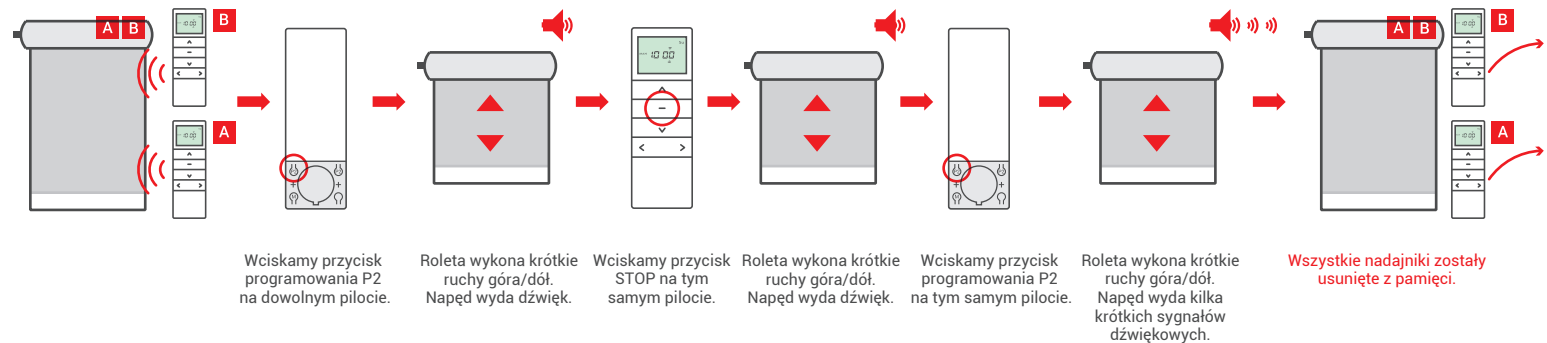 A B
B
A
Wciskamy przycisk
programowania P2
na dowolnym pilocie.
Roleta wykona krótkie
ruchy góra/dół.
Napęd wyda dźwięk.
Wciskamy przycisk
STOP na tym
samym pilocie.
Roleta wykona krótkie
ruchy góra/dół.
Napęd wyda dźwięk.
Wciskamy przycisk
programowania P2
na tym samym pilocie.
Roleta wykona krótkie
ruchy góra/dół.
Napęd wyda kilka
krótkich sygnałów
dźwiękowych.
A B
B
A
Wszystkie nadajniki zostały
usunięte z pamięci.